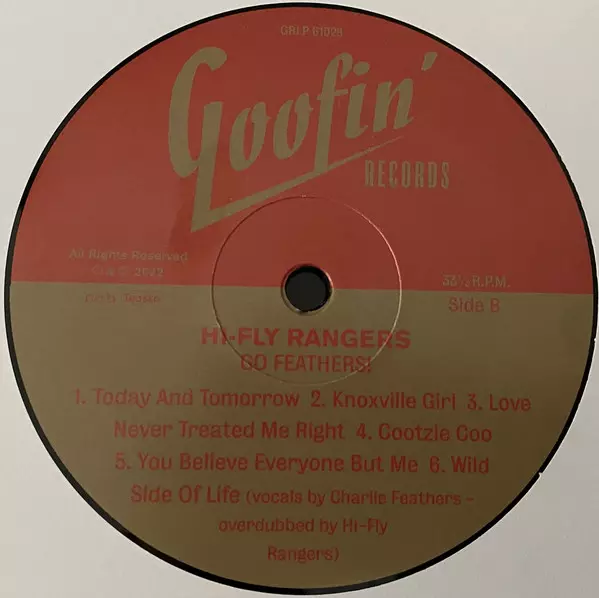 GRLP 61029
Goofin'
RECORDS
All Rights Reserved
2022
33⅓ R.P.M.
Side B
HI-FLY RANGERS
GO FEATHERS!
1. Today And Tomorrow 2. Knoxville Girl 3. Love
Never Treated Me Right 4. Cootzie Coo
5. You Believe Everyone But Me 6. Wild
Side Of Life (vocals by Charlie Feathers –
overdubbed by Hi-Fly
Rangers)